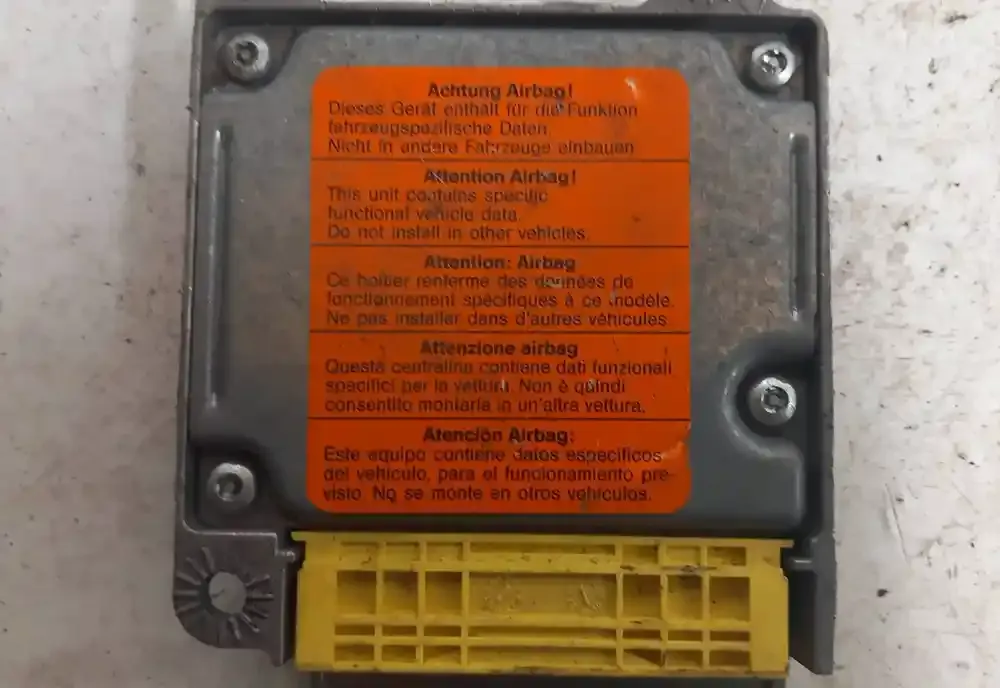 Achtung Airbag!
Dieses Gerät enthält für die Funktion
fahrzeugspezifische Daten
Nicht in andere Fahrzeuge einbauen
Attention Airbag!
This unit contains specific
functional vehicle data.
Do not install in other vehicles.
Attention: Airbag
Ce boîtier renferme des données de
fonctionnement spécifiques à ce modèle.
Ne pas installer dans d'autres véhicules
Attenzione airbag
Questa centralina contiene dati funzionali
specifici per la vettura. Non è quindi
consentito montarla in un'altra vettura.
Atención Airbag:
Este equipo contiene datos especificos
del vehículo, para el funcionamiento pre-
visto. No se monte en otros vehículos.